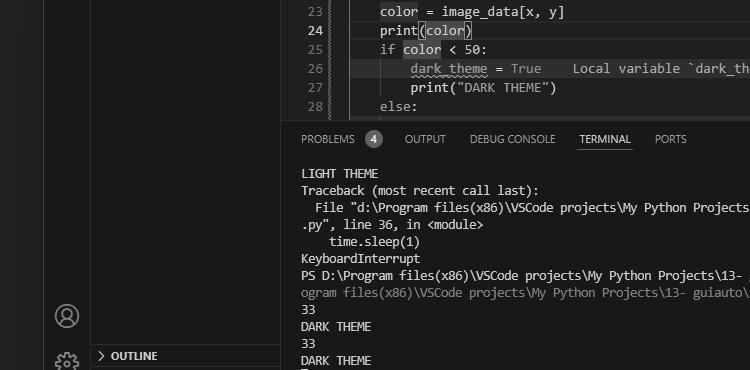 23 color = image_data[x, y]
24 print(color)
25 if color < 50:
26 dark_theme = True Local variable `dark_th
27 print("DARK THEME")
28 else:
PROBLEMS 4 OUTPUT DEBUG CONSOLE TERMINAL PORTS
LIGHT THEME
Traceback (most recent call last):
File "d:\Program files(x86)\VSCode projects\My Python Projects
.py", line 36, in <module>
time.sleep(1)
KeyboardInterrupt
PS D:\Program files(x86)\VSCode projects\My Python Projects\13-
ogram files(x86)\VSCode projects\My Python Projects\13- guiauto\
33
DARK THEME
33
DARK THEME
OUTLINE